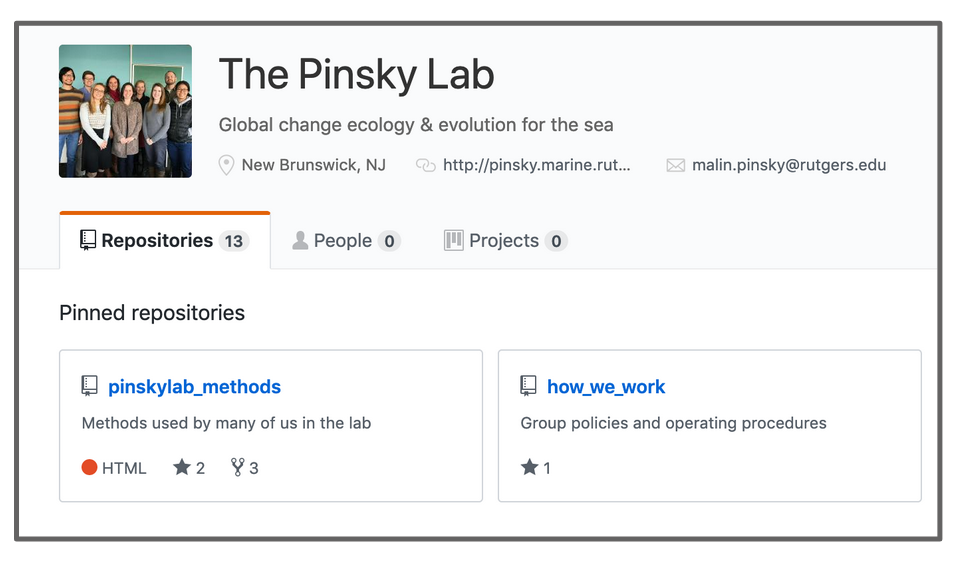 The Pinsky Lab
Global change ecology & evolution for the sea
New Brunswick, NJ http://pinsky.marine.rut... malin.pinsky@rutgers.edu
Repositories 13 People 0 Projects 0
Pinned repositories
pinskylab_methods
Methods used by many of us in the lab
HTML 2 3
how_we_work
Group policies and operating procedures
1